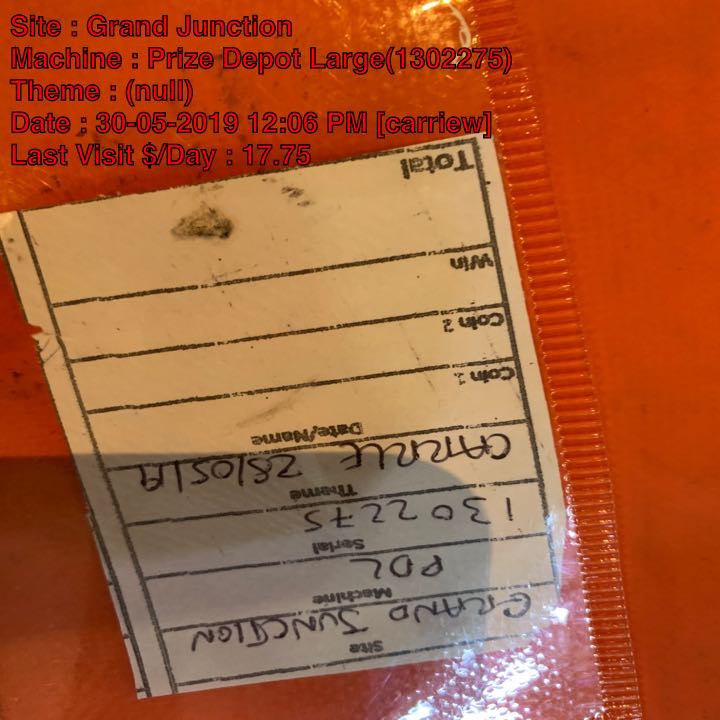 Site : Grand Junction
Machine : Prize Depot Large(1302275)
Theme : (null)
Date : 30-05-2019 12:06 PM [carriew]
Last Visit $/Day : 17.75
Site
GRAND JUNCTION
Machine
PDL
Serial
1302275
Theme
CARRIE 28/05/19
Date/Name
Coin 1
Coin 2
Win
Total